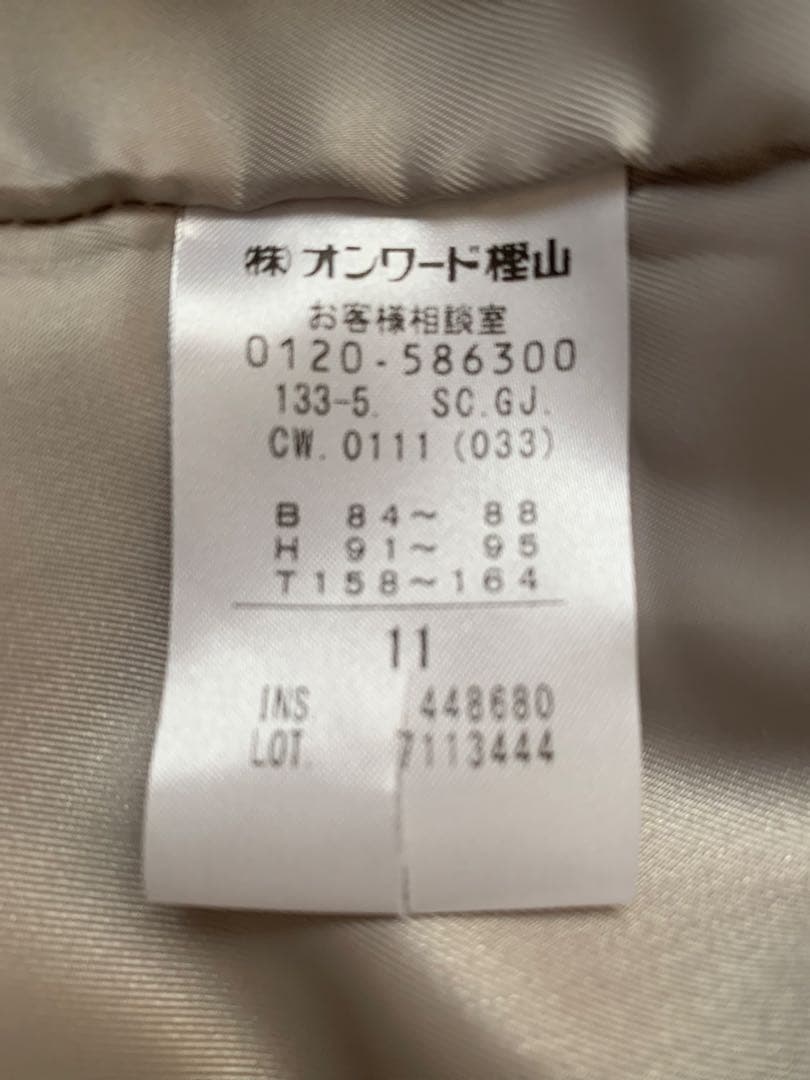 ㈱オンワード樫山
お客様相談室
0120-586300
133-5. SC.GJ.
CW.0111(033)
B 84〜 88
H 91〜 95
T158〜164
11
INS. 448680
LOT. 7113444